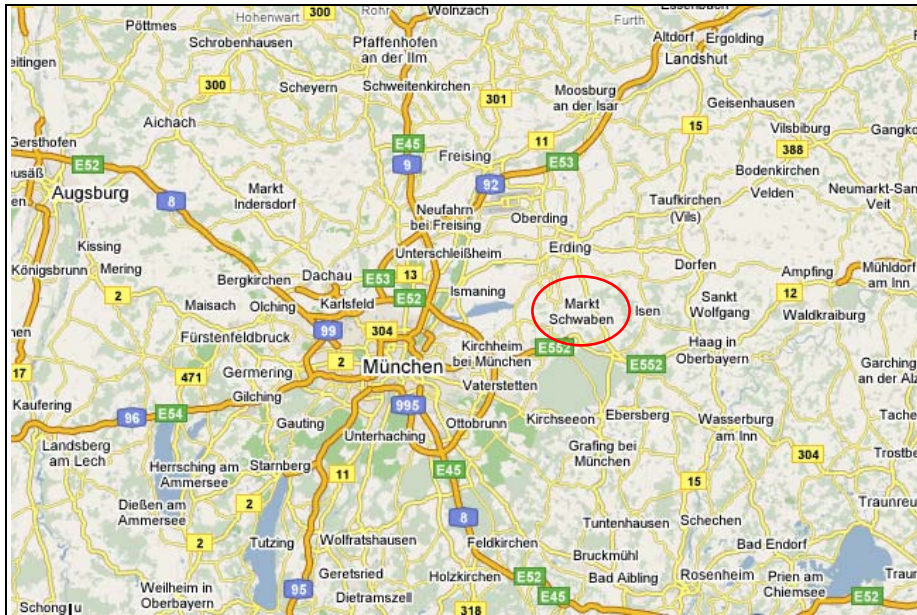 Pöttmes
Hohenwart
300
Rohr
Wolnzach
Furth
Essenbach
Schrobenhausen
Pfaffenhofen
an der Ilm
Altdorf
Ergolding
Landshut
eitingen
300
Scheyern
Schweitenkirchen
301
Moosburg
an der Isar
Geisenhausen
Aichach
15
Vilsbiburg
Gangko
Gersthofen
E45
11
388
E52
9
Freising
E53
Bodenkirchen
eusäß
Augsburg
8
Markt
Indersdorf
92
Velden
Neumarkt-San
Veit
en
Neufahrn
bei Freising
Oberding
Taufkirchen
(Vils)
Kissing
Unterschleißheim
Erding
Königsbrunn
Mering
Bergkirchen
Dachau
E53
13
Dorfen
Ampfing
Mühldorf
am Inn
2
Maisach
Olching
Karlsfeld
E52
Ismaning
Markt
Schwaben
Isen
Sankt
Wolfgang
12
Waldkraiburg
nen
Fürstenfeldbruck
99
304
Kirchheim
bei München
E552
Haag in
Oberbayern
17
471
Germering
2
München
E552
Garching
an der Alz
Kaufering
Gilching
Vaterstetten
96
E54
995
Ottobrunn
Kirchseeon
Ebersberg
Wasserburg
am Inn
Tache
Landsberg
am Lech
Gauting
Unterhaching
Grafing bei
München
304
Trostbe
Herrsching am
Ammersee
Starnberg
11
E45
15
Dießen am
Ammersee
2
8
Traunreu
2
Tutzing
Wolfratshausen
Feldkirchen
Tuntenhausen
Schechen
Bruckmühl
Bad Endorf
Weilheim in
Oberbayern
95
Geretsried
Dietramszell
Holzkirchen
E52
E45
Bad Aibling
Rosenheim
Prien am
Chiemsee
Traun
E52
318